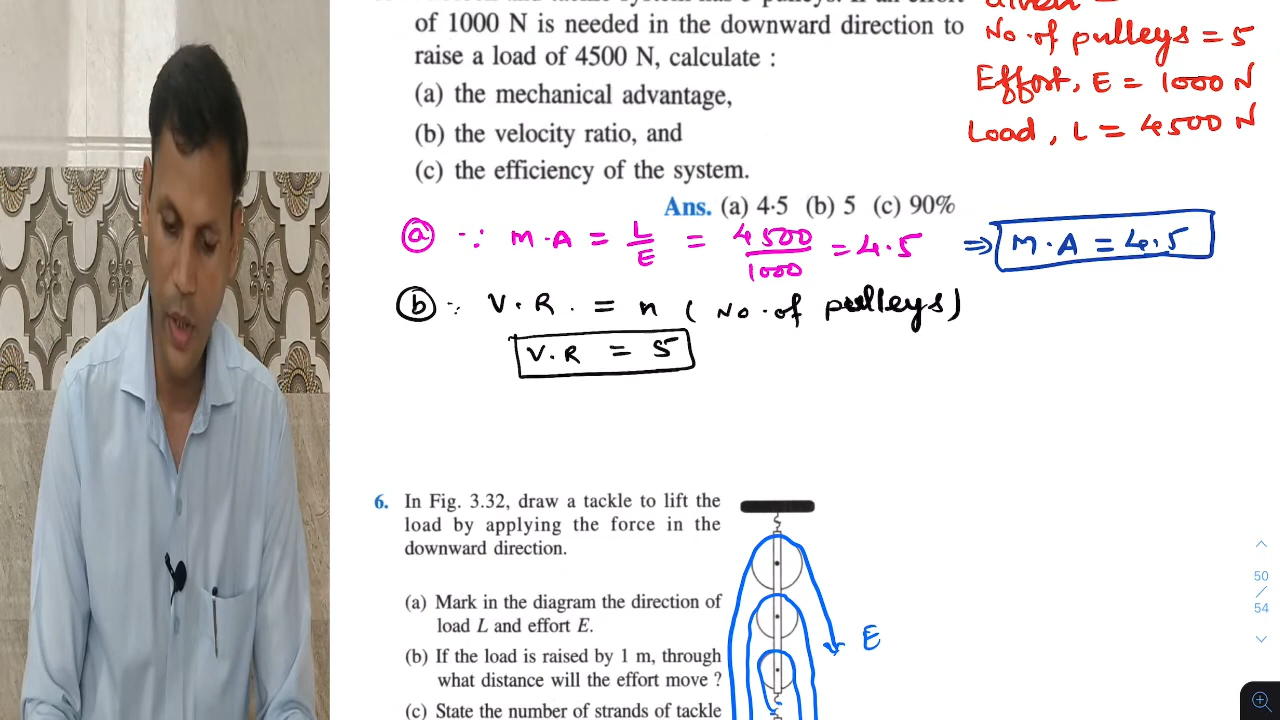 of 1000 N is needed in the downward direction to
raise a load of 4500 N, calculate :
(a) the mechanical advantage,
(b) the velocity ratio, and
(c) the efficiency of the system.
Ans. (a) 4·5 (b) 5 (c) 90%
No. of pulleys = 5
Effort, E = 1000 N
Load, L = 4500 N
(a) ∵ M.A = L/E = 4500/1000 = 4.5 ⇒ M.A = 4.5
(b) ∵ V.R. = n (No. of pulleys)
V.R = 5
6. In Fig. 3.32, draw a tackle to lift the
load by applying the force in the
downward direction.
(a) Mark in the diagram the direction of
load L and effort E.
(b) If the load is raised by 1 m, through
what distance will the effort move ?
(c) State the number of strands of tackle
E
50
/
54